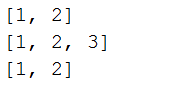 [1, 2]
[1, 2, 3]
[1, 2]